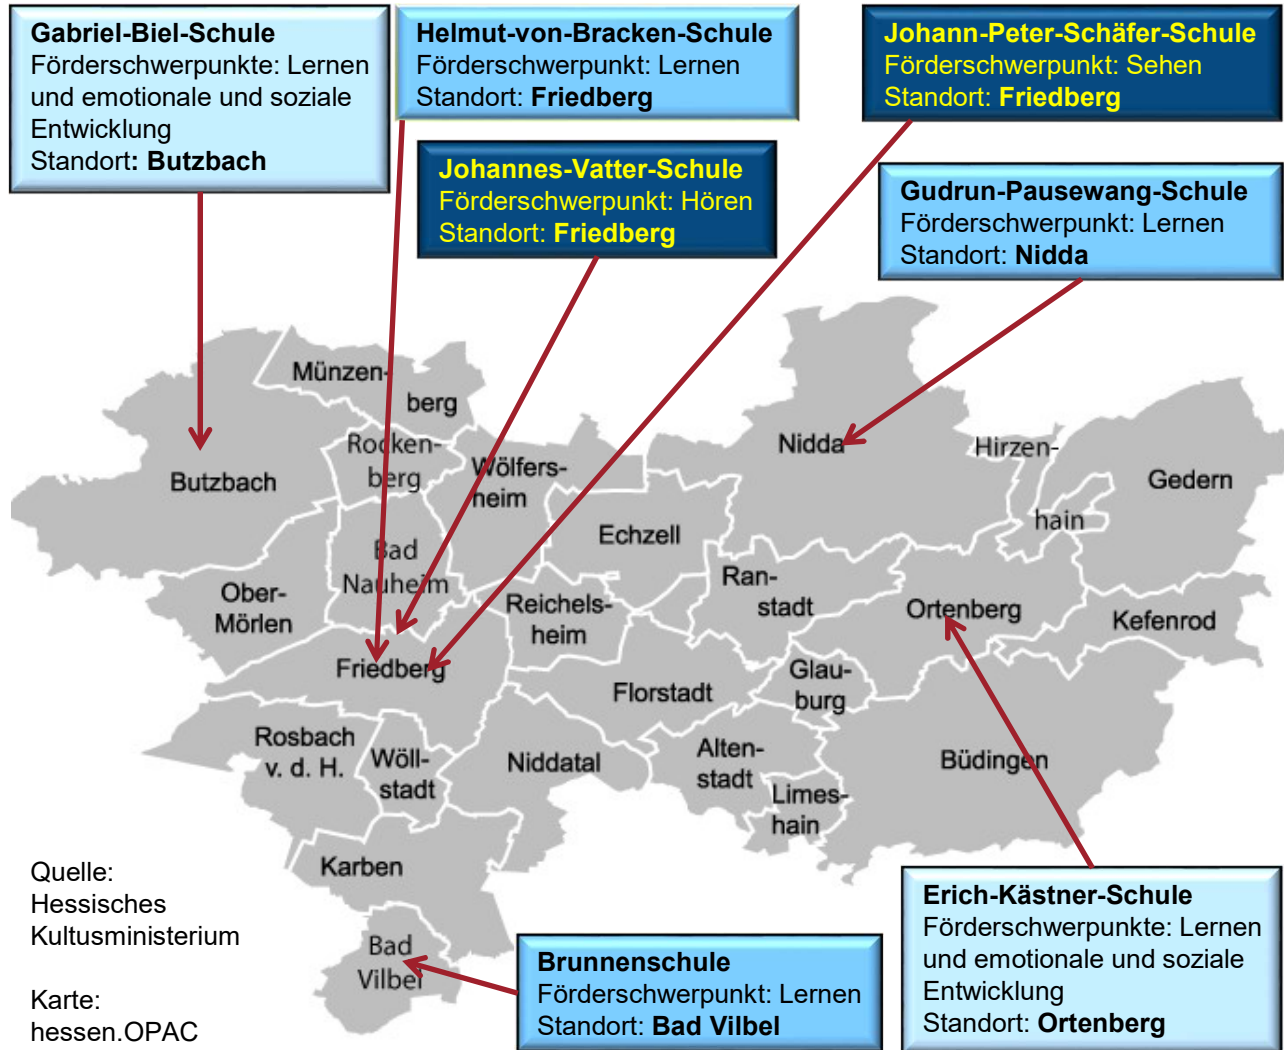 Gabriel-Biel-Schule
Förderschwerpunkte: Lernen
und emotionale und soziale
Entwicklung
Standort: Butzbach
Helmut-von-Bracken-Schule
Förderschwerpunkt: Lernen
Standort: Friedberg
Johann-Peter-Schäfer-Schule
Förderschwerpunkt: Sehen
Standort: Friedberg
Johannes-Vatter-Schule
Förderschwerpunkt: Hören
Standort: Friedberg
Gudrun-Pausewang-Schule
Förderschwerpunkt: Lernen
Standort: Nidda
Münzen-
berg
Rocken-
berg
Wölfers-
heim
Butzbach
Nidda
Hirzen-
hain
Gedern
Echzell
Bad
Nauheim
Ober-
Mörlen
Reichels-
heim
Ran-
stadt
Ortenberg
Kefenrod
Friedberg
Florstadt
Glau-
burg
Rosbach
v. d. H.
Wöll-
stadt
Niddatal
Alten-
stadt
Limes-
hain
Büdingen
Karben
Bad
Vilbel
Quelle:
Hessisches
Kultusministerium
Karte:
hessen.OPAC
Brunnenschule
Förderschwerpunkt: Lernen
Standort: Bad Vilbel
Erich-Kästner-Schule
Förderschwerpunkte: Lernen
und emotionale und soziale
Entwicklung
Standort: Ortenberg